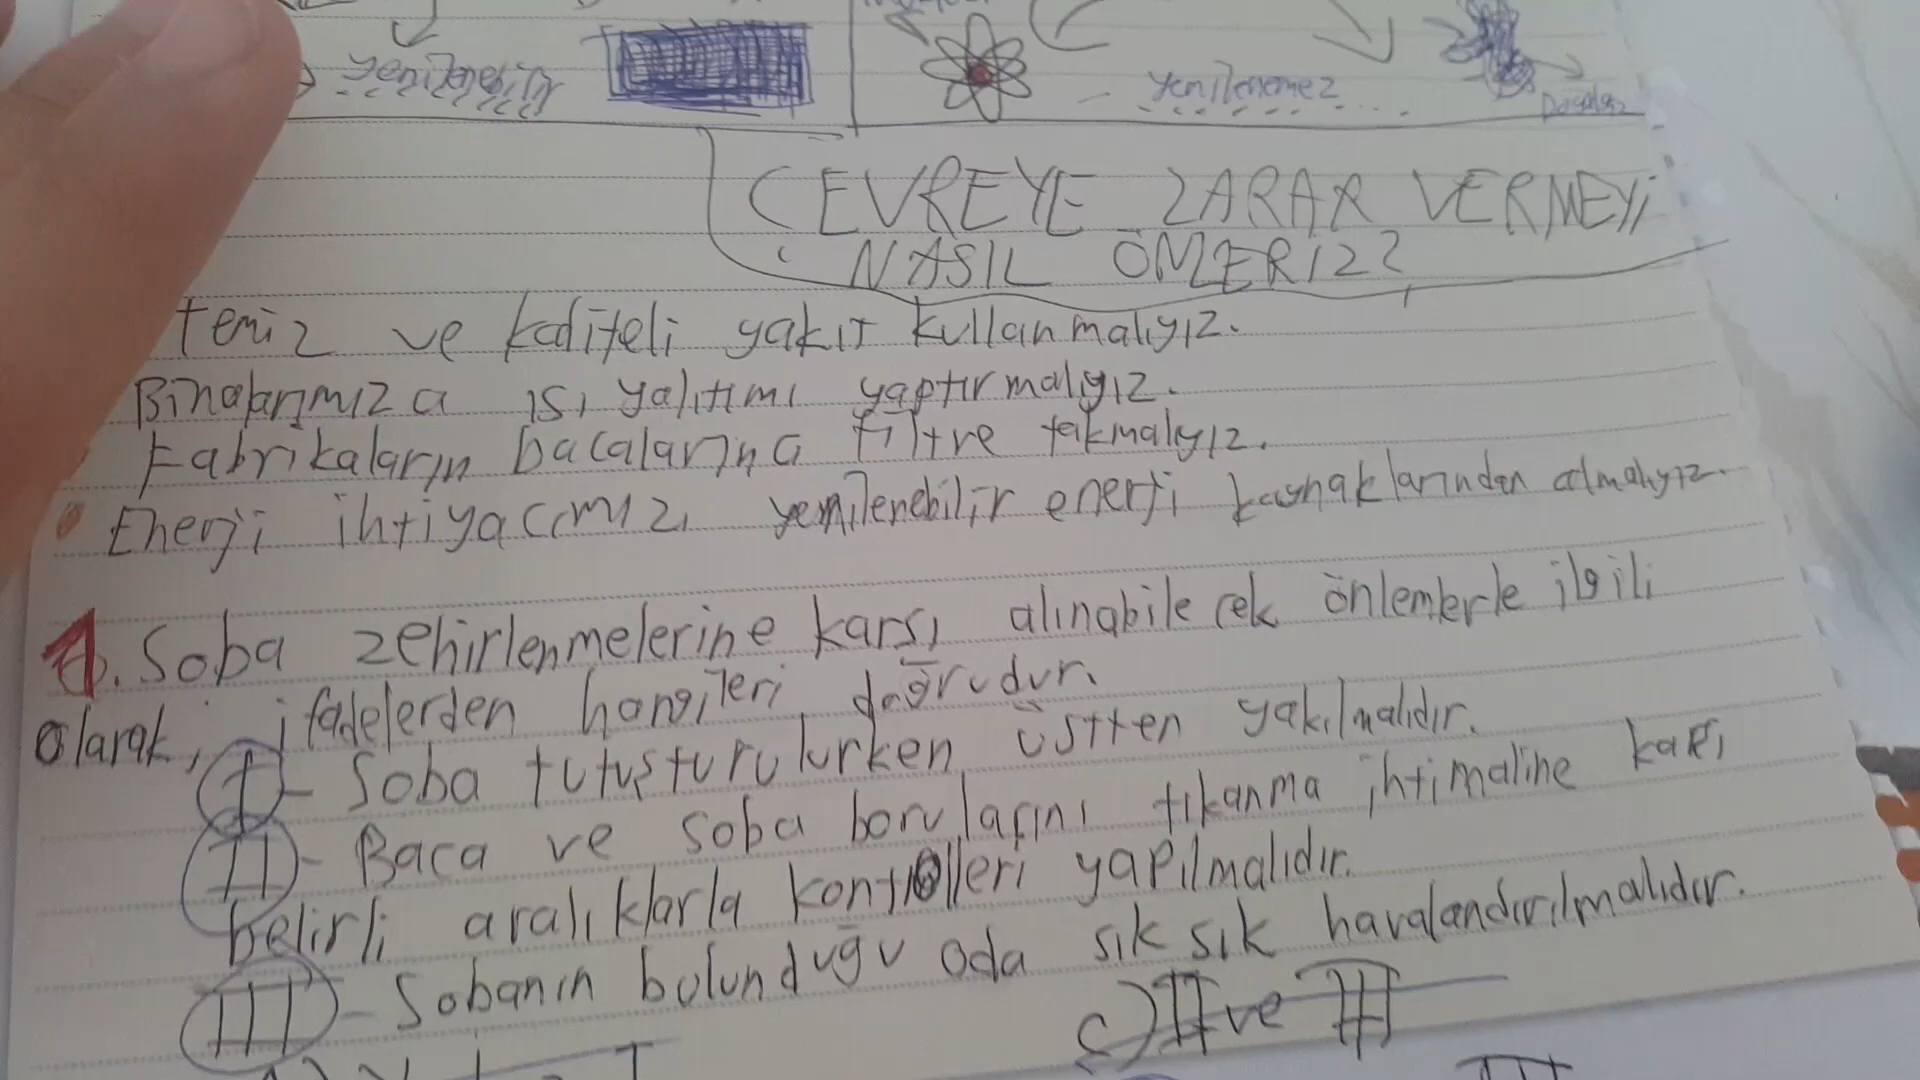 yenilenemez
ÇEVREYE ZARAR VERMEYİ
NASIL ÖNLERİZ?
temiz ve kaliteli yakıt kullanmalıyız.
Binalarımıza ısı yalıtımı yaptırmalıyız.
Fabrikaların bacalarına filtre takmalıyız.
Enerji ihtiyacımızı yenilenebilir enerji kaynaklarından almalıyız.
1. Soba zehirlenmelerine karşı alınabilecek önlemlerle ilgili
olarak, ifadelerden hangileri doğrudur.
I- Soba tutuşturulurken üstten yakılmalıdır.
II- Baca ve soba borularını tıkanma ihtimaline karşı
belirli aralıklarla kontrolleri yapılmalıdır.
III- Sobanın bulunduğu oda sık sık havalandırılmalıdır.
C) II ve III